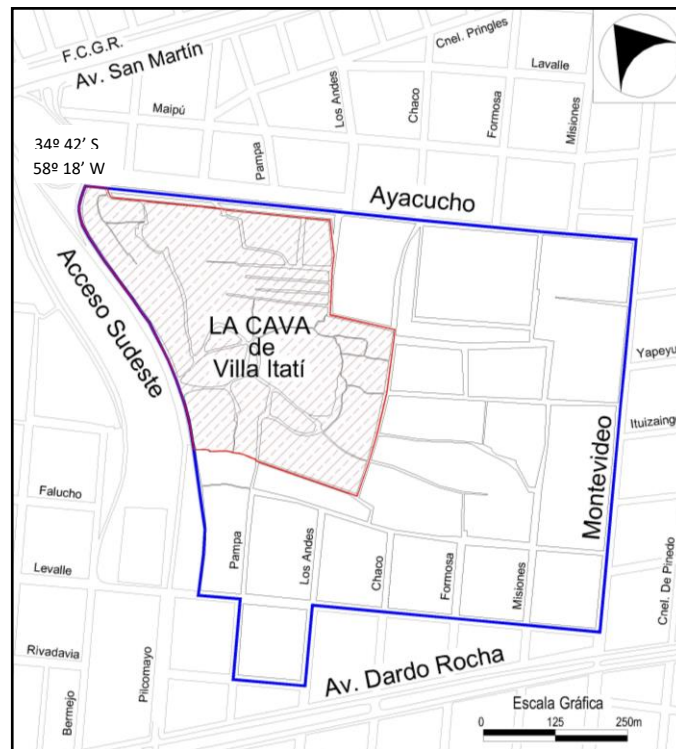 F.C.G.R.
Av. San Martín
Cnel. Pringles
Lavalle
Maipú
Pampa
Los Andes
Chaco
Formosa
Misiones
34º 42’ S
58º 18’ W
Ayacucho
Acceso Sudeste
LA CAVA
de
Villa Itatí
Yapeyu
Ituizaingo
Montevideo
Falucho
Levalle
Rivadavia
Bermejo
Pilcomayo
Pampa
Los Andes
Chaco
Formosa
Misiones
Cnel. De Pinedo
Av. Dardo Rocha
Escala Gráfica
0 125 250m